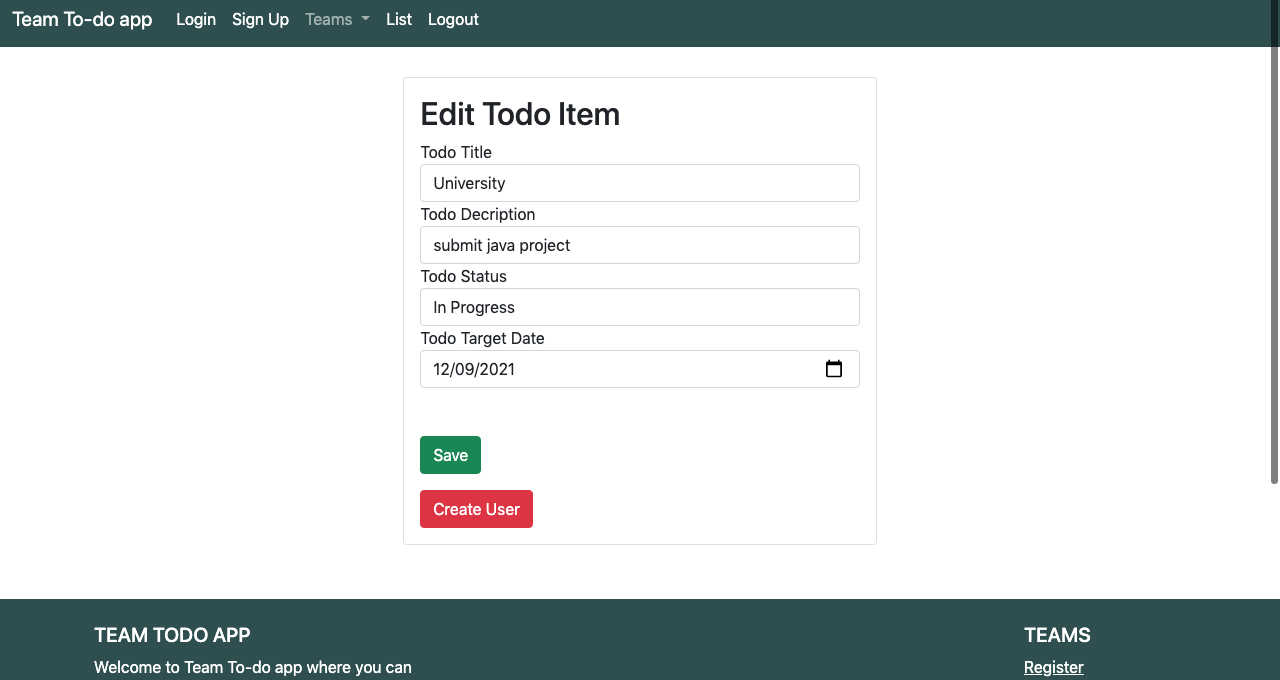 Team To-do app Login Sign Up Teams List Logout
Edit Todo Item
Todo Title
University
Todo Decription
submit java project
Todo Status
In Progress
Todo Target Date
12/09/2021
Save
Create User
TEAM TODO APP
Welcome to Team To-do app where you can
TEAMS
Register